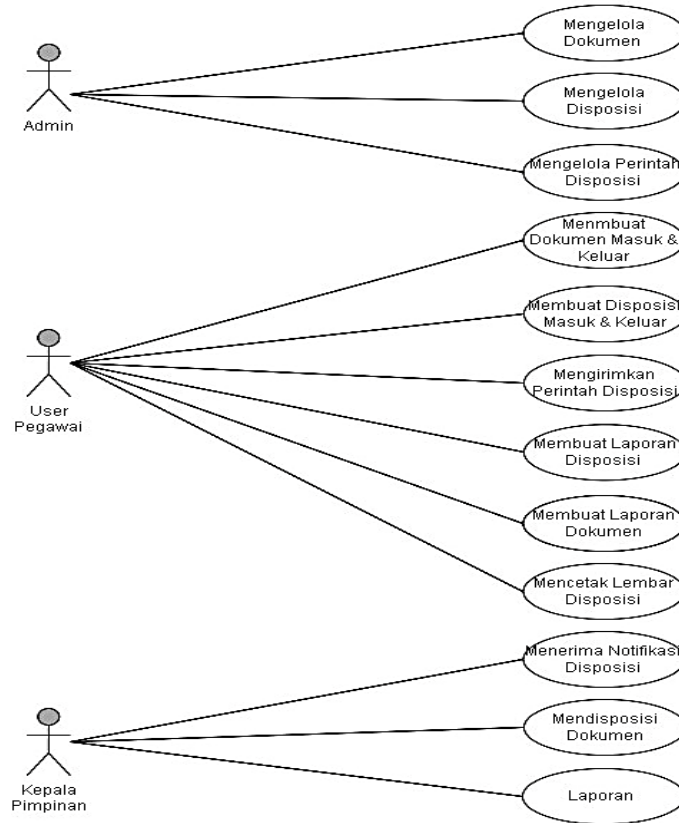 Mengelola
Dokumen
Admin
Mengelola
Disposisi
Mengelola Perintah
Disposisi
Menmbuat
Dokumen Masuk &
Keluar
User
Pegawai
Membuat Disposisi
Masuk & Keluar
Mengirimkan
Perintah Disposisi
Membuat Laporan
Disposisi
Membuat Laporan
Dokumen
Mencetak Lembar
Disposisi
Menerima Notifikasi
Disposisi
Kepala
Pimpinan
Mendisposisi
Dokumen
Laporan